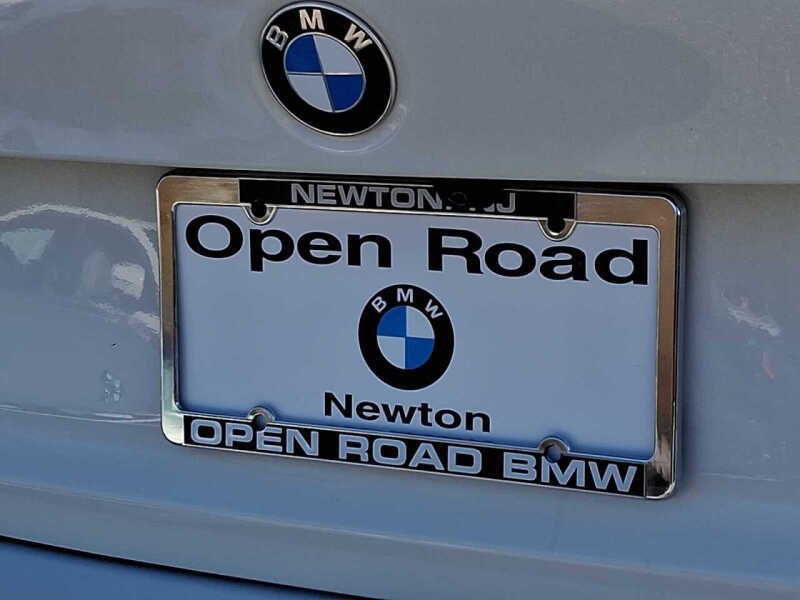 BMW
NEWTON, NJ
Open Road
BMW
Newton
OPEN ROAD BMW